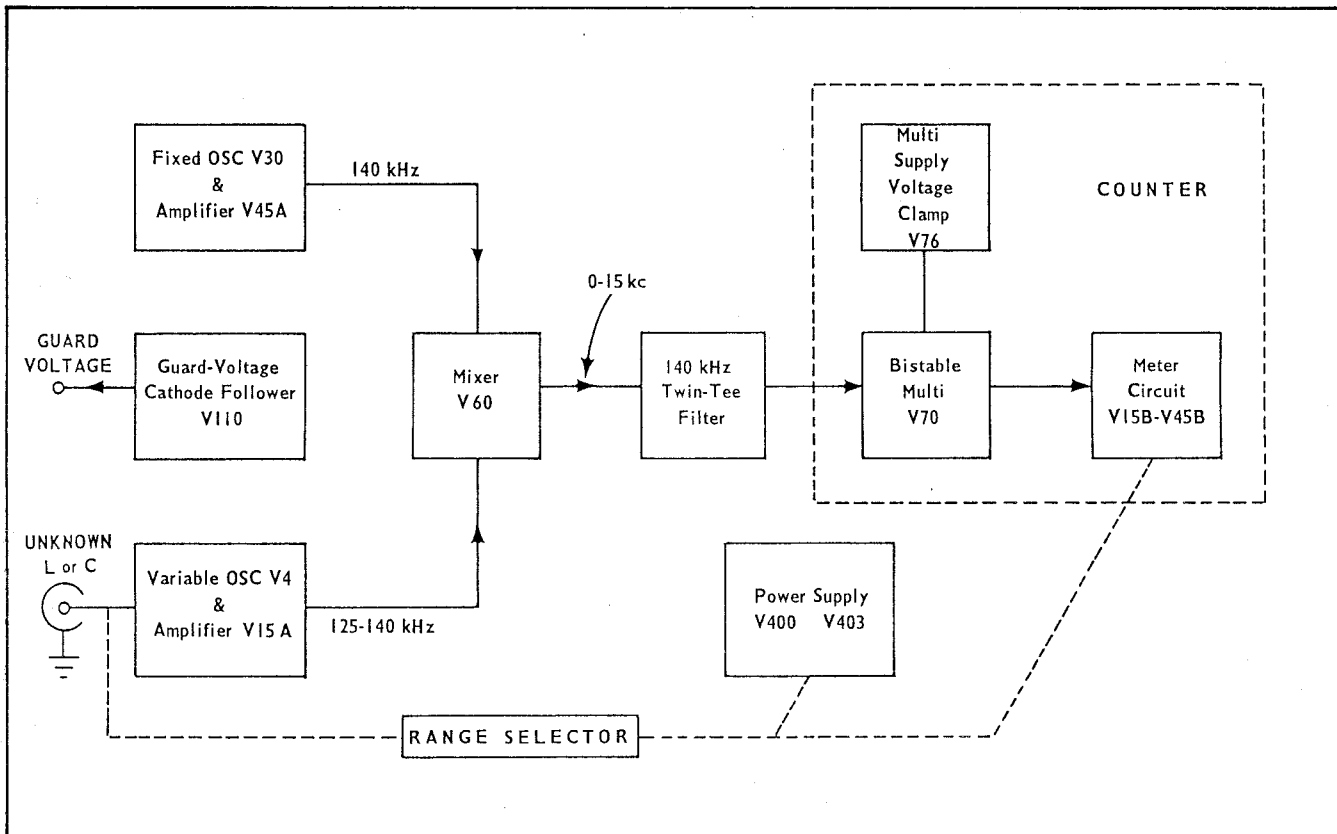 Fixed OSC V30
&
Amplifier V45A
140 kHz
Multi
Supply
Voltage
Clamp
V76
COUNTER
0-15 kc
GUARD
VOLTAGE
Guard-Voltage
Cathode Follower
V110
Mixer
V60
140 kHz
Twin-Tee
Filter
Bistable
Multi
V70
Meter
Circuit
V15B-V45B
UNKNOWN
L or C
Variable OSC V4
&
Amplifier V15A
125-140 kHz
Power Supply
V400 V403
RANGE SELECTOR